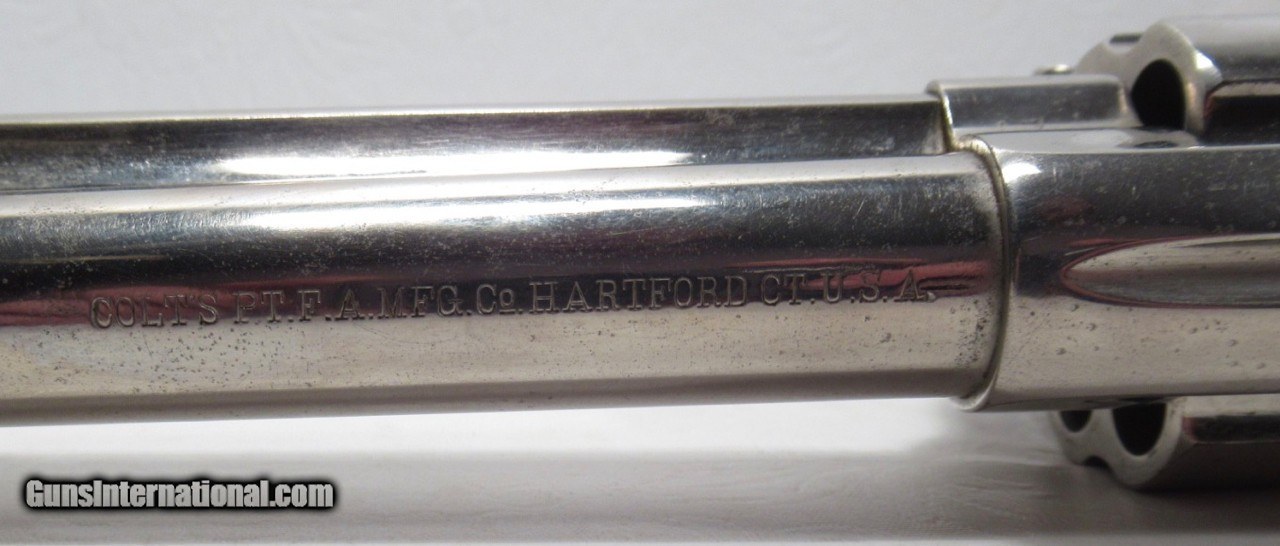 COLT'S PT. F. A. MFG. Co. HARTFORD CT. U. S. A.
GunsInternational.com